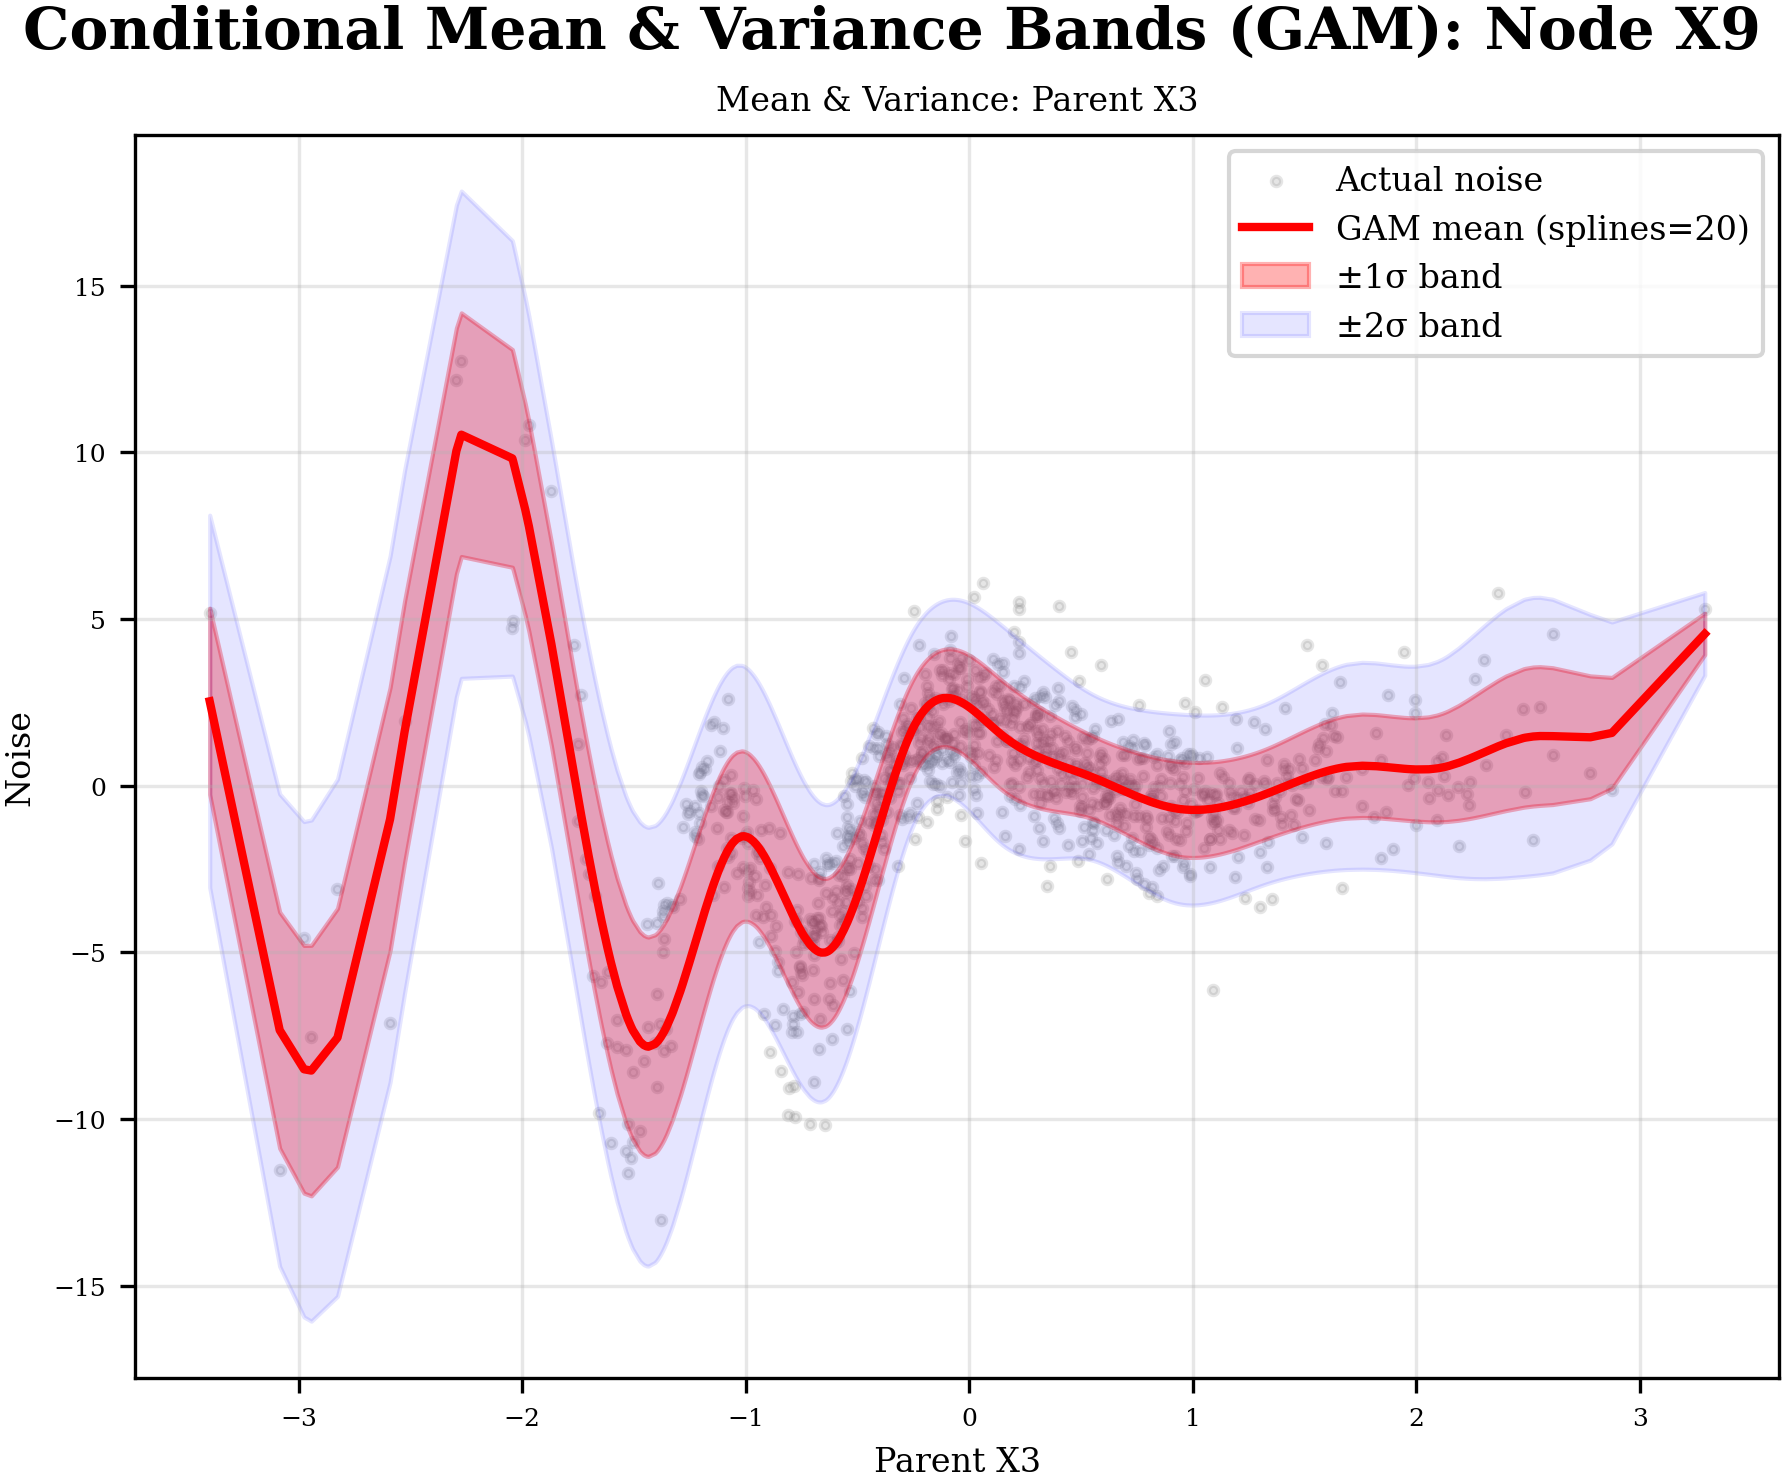 Conditional Mean & Variance Bands (GAM): Node X9
Mean & Variance: Parent X3
Actual noise
GAM mean (splines=20)
±1σ band
±2σ band
Noise
15
10
5
0
−5
−10
−15
−3
−2
−1
0
1
2
3
Parent X3